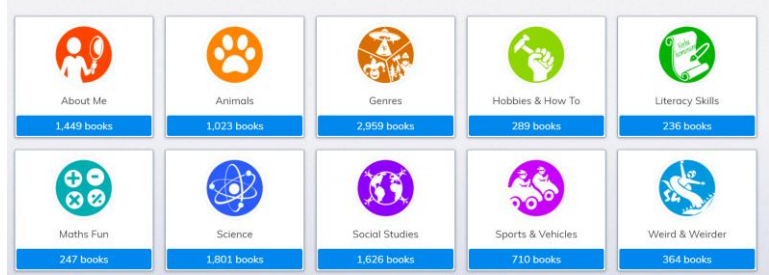 About Me
1,449 books
Animals
1,023 books
Genres
2,959 books
Hobbies & How To
289 books
Literacy Skills
236 books
Maths Fun
247 books
Science
1,801 books
Social Studies
1,626 books
Sports & Vehicles
710 books
Weird & Weirder
364 books